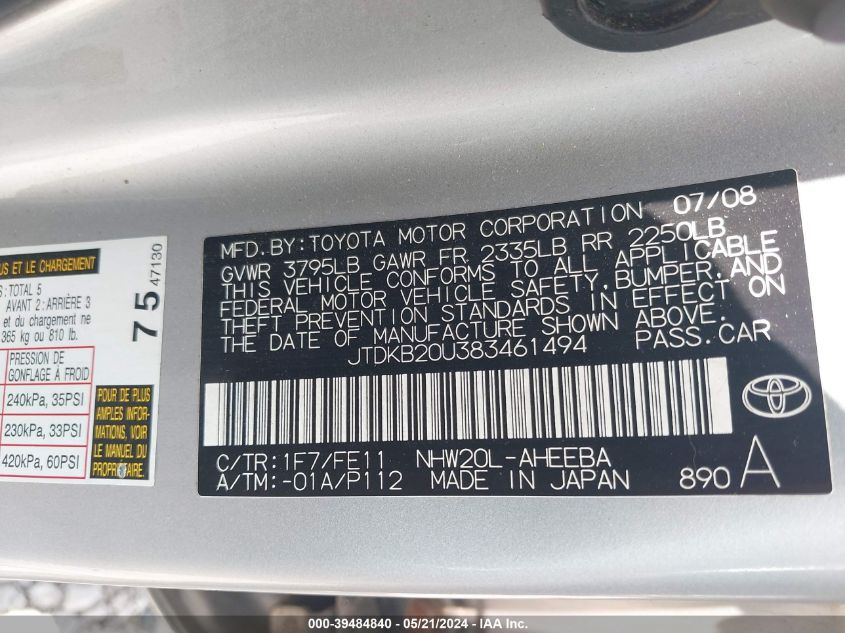 US ET LE CHARGEMENT
S: TOTAL 5
AVANT 2: ARRIÈRE 3
et du chargement ne
365 kg ou 810 lb.
PRESSION DE
GONFLAGE À FROID
240kPa, 35PSI
230kPa, 33PSI
420kPa, 60PSI
POUR DE PLUS
AMPLES INFOR-
MATIONS, VOIR
LE MANUEL DU
PROPRIÉTAIRE.
75 47130
MFD. BY: TOYOTA MOTOR CORPORATION 07/08
GVWR 3795LB GAWR FR 2335LB RR 2250LB
THIS VEHICLE CONFORMS TO ALL APPLICABLE
FEDERAL MOTOR VEHICLE SAFETY, BUMPER, AND
THEFT PREVENTION STANDARDS IN EFFECT ON
THE DATE OF MANUFACTURE SHOWN ABOVE.
JTDKB20U383461494 PASS. CAR
C/TR: 1F7/FE11 NHW20L-AHEEBA
A/TM: -01A/P112 MADE IN JAPAN 890 A
000-39484840 - 05/21/2024 - IAA Inc.